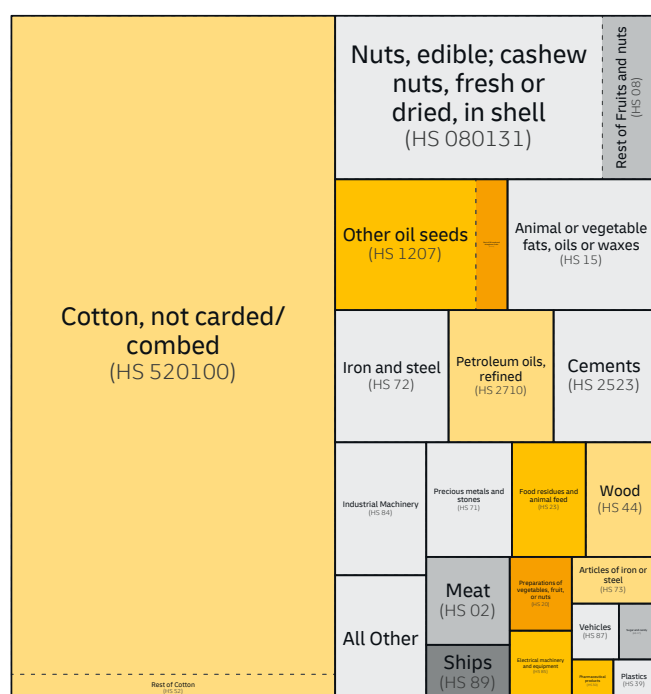 Cotton, not carded/
combed
(HS 520100)
Rest of Cotton
(HS 52)
Nuts, edible; cashew
nuts, fresh or
dried, in shell
(HS 080131)
Rest of Fruits and nuts
(HS 08)
Other oil seeds
(HS 1207)
Animal or vegetable
fats, oils or waxes
(HS 15)
Iron and steel
(HS 72)
Petroleum oils,
refined
(HS 2710)
Cements
(HS 2523)
Industrial Machinery
(HS 84)
Precious metals and
stones
(HS 71)
Food residues and
animal feed
(HS 23)
Wood
(HS 44)
All Other
Meat
(HS 02)
Ships
(HS 89)
Preparations of
vegetables, fruit,
or nuts
(HS 20)
Electrical machinery
and equipment
(HS 85)
Articles of iron or
steel
(HS 73)
Vehicles
(HS 87)
Pharmaceutical
products
Plastics
(HS 39)